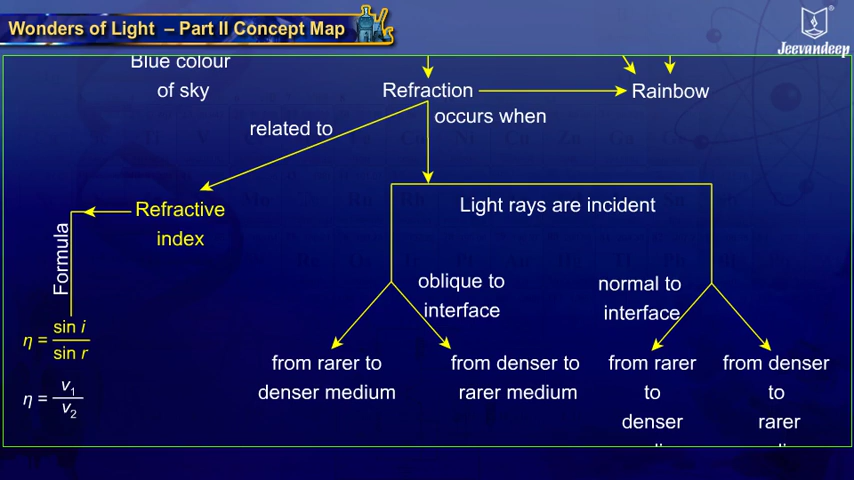 Wonders of Light – Part II Concept Map
Jeevandeep
Blue colour
of sky
Refraction
Rainbow
related to
occurs when
Refractive
index
Light rays are incident
Formula
oblique to
interface
normal to
interface
η = sin i / sin r
η = v₁ / v₂
from rarer to
denser medium
from denser to
rarer medium
from rarer
to
denser
from denser
to
rarer